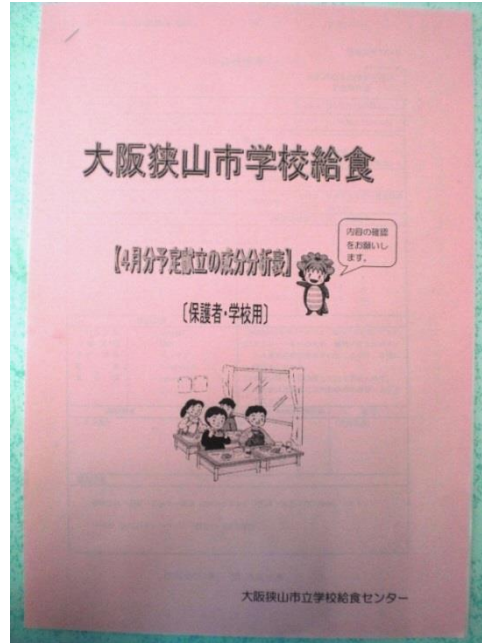 大阪狭山市学校給食
内容の確認
をお願いし
ます。
【4月分予定献立の成分分析表】
〔保護者・学校用〕
大阪狭山市立学校給食センター